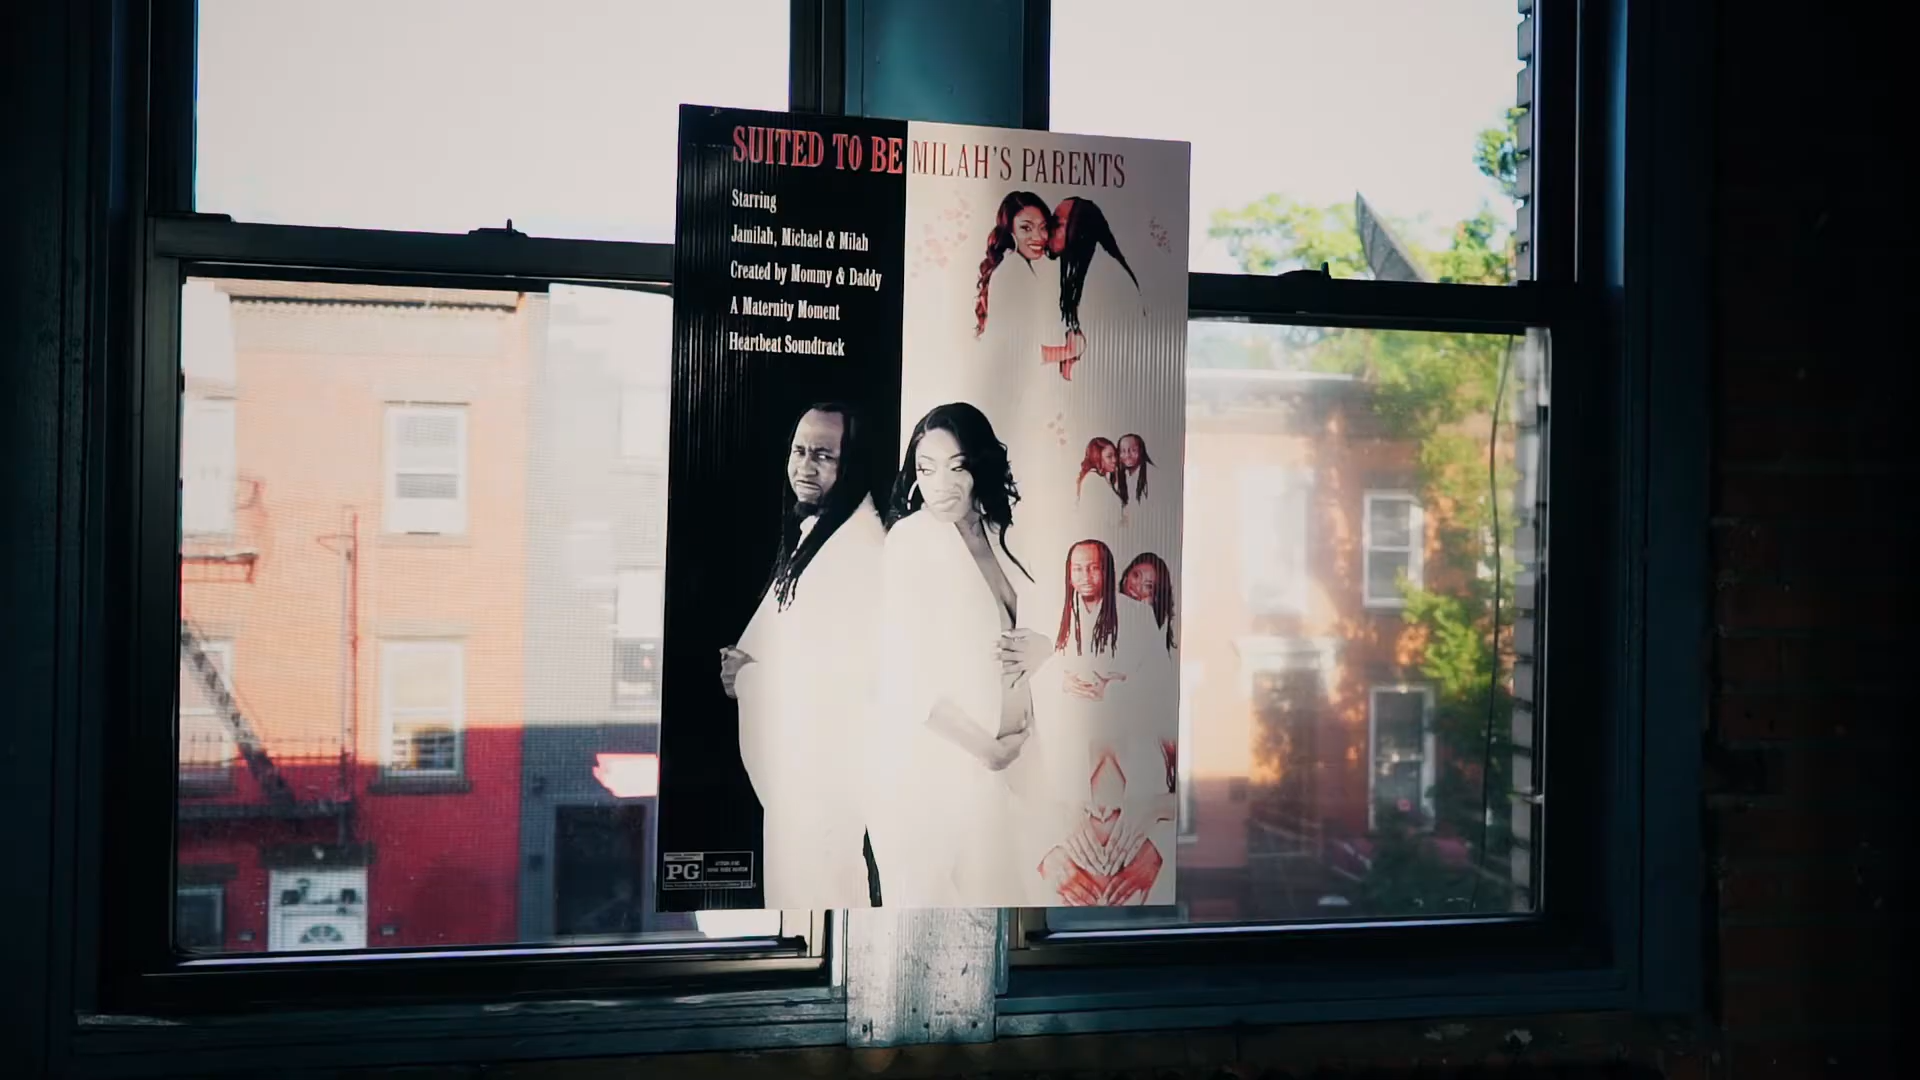 SUITED TO BE MILAH'S PARENTS
Starring
Jamilah, Michael & Milah
Created by Mommy & Daddy
A Maternity Moment
Heartbeat Soundtrack
PG